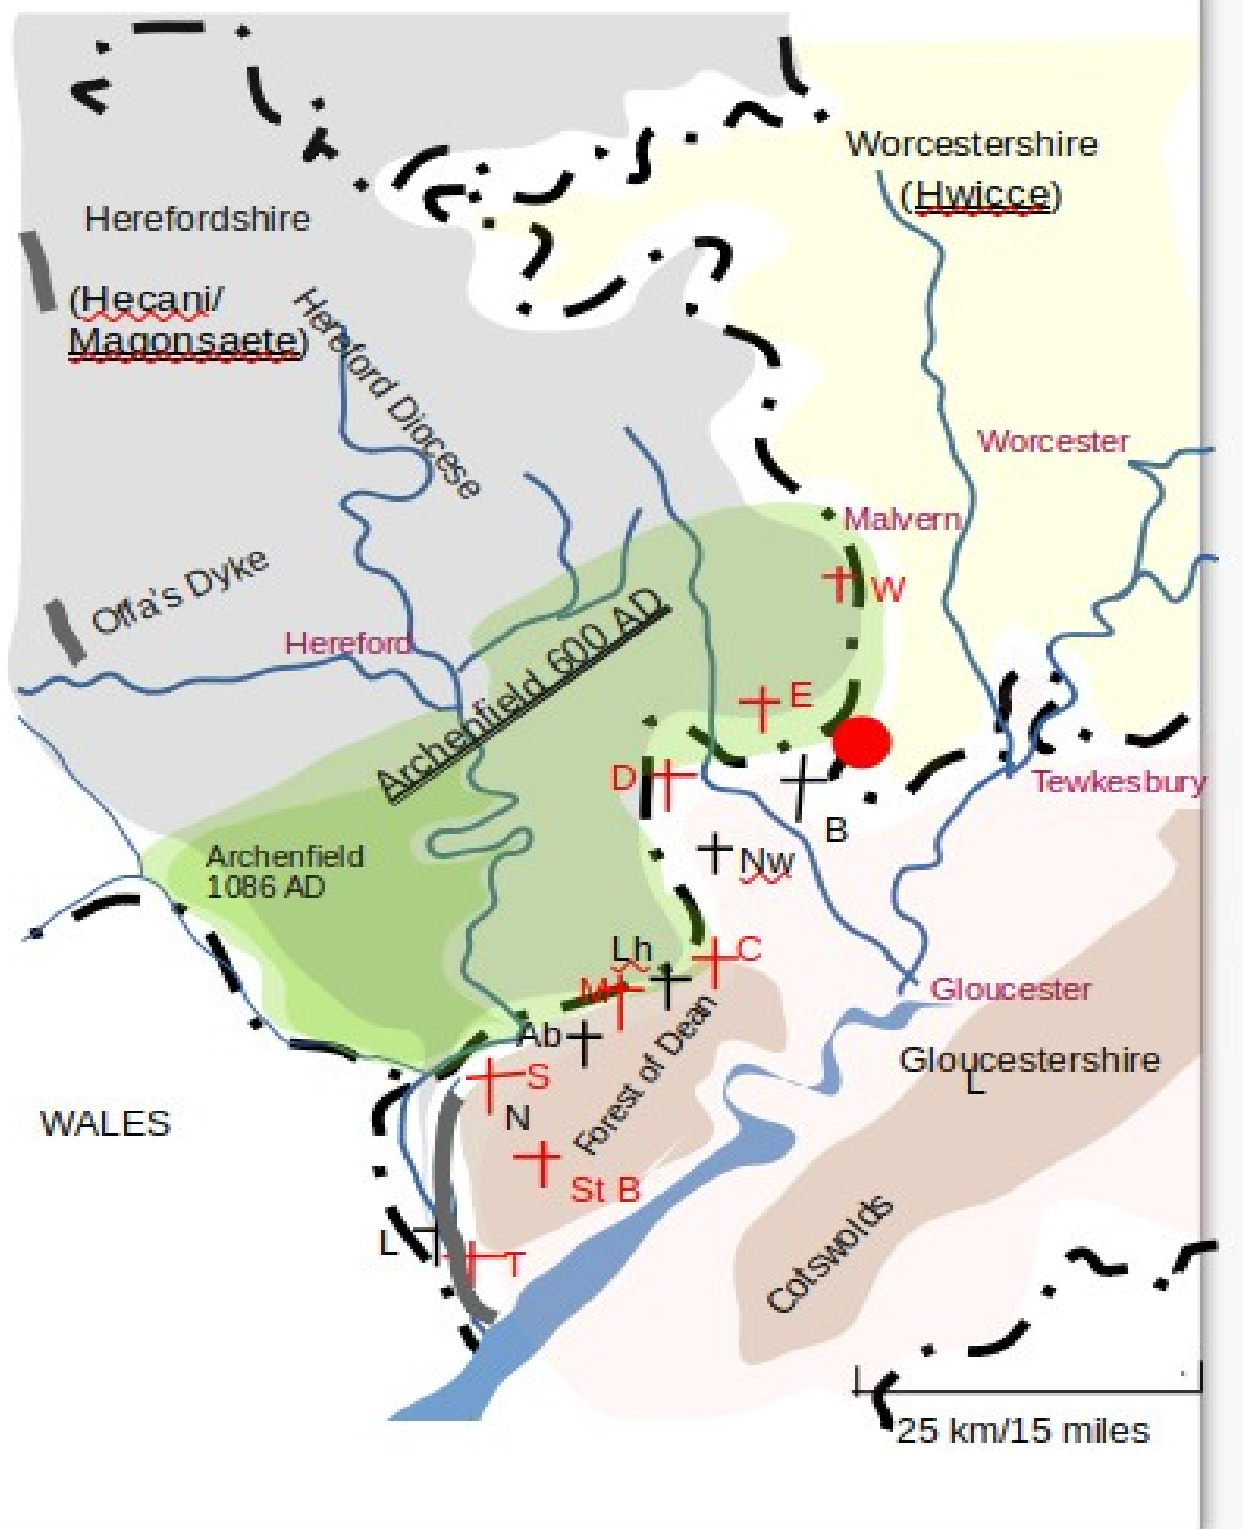 Worcestershire
(Hwicce)
Herefordshire
(Hecani/
Magonsaete)
Hereford Diocese
Worcester
Malvern
Offa's Dyke
W
Archenfield 600 AD
Hereford
E
D
Tewkesbury
B
Archenfield
1086 AD
Nw
Lh
C
M
Gloucester
Ab
Forest of Dean
Gloucestershire
L
S
N
WALES
St B
L
T
Cotswolds
25 km/15 miles